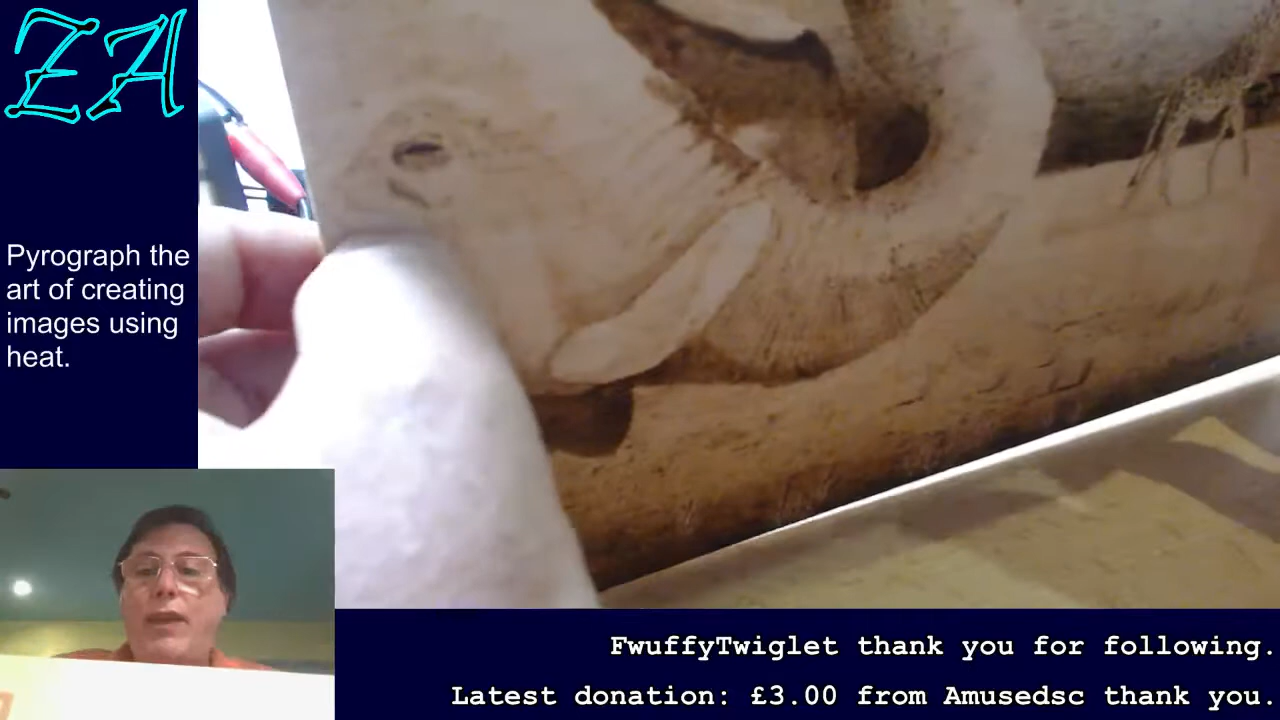 ZA
Pyrograph the
art of creating
images using
heat.
FwuffyTwiglet thank you for following.
Latest donation: £3.00 from Amusedsc thank you.